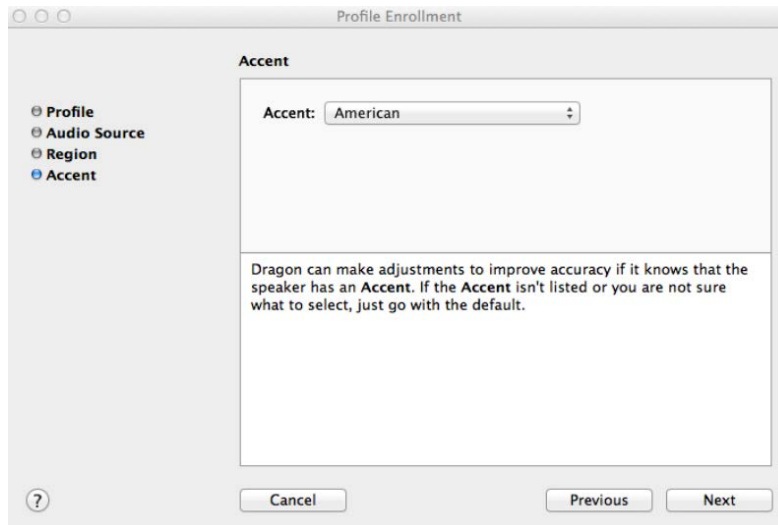 Profile Enrollment
Accent
Profile
Audio Source
Region
Accent
Accent: American
Dragon can make adjustments to improve accuracy if it knows that the
speaker has an Accent. If the Accent isn't listed or you are not sure
what to select, just go with the default.
?
Cancel
Previous
Next